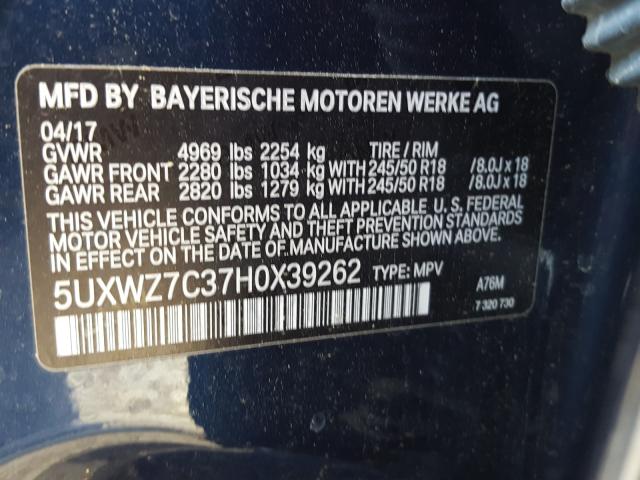 MFD BY BAYERISCHE MOTOREN WERKE AG
04/17
GVWR 4969 lbs 2254 kg TIRE / RIM
GAWR FRONT 2280 lbs 1034 kg WITH 245/50 R18 /8.0J x 18
GAWR REAR 2820 lbs 1279 kg WITH 245/50 R18 /8.0J x 18
THIS VEHICLE CONFORMS TO ALL APPLICABLE U. S. FEDERAL
MOTOR VEHICLE SAFETY AND THEFT PREVENTION STANDARDS
IN EFFECT ON THE DATE OF MANUFACTURE SHOWN ABOVE.
5UXWZ7C37H0X39262 TYPE: MPV A76M
7 320 730